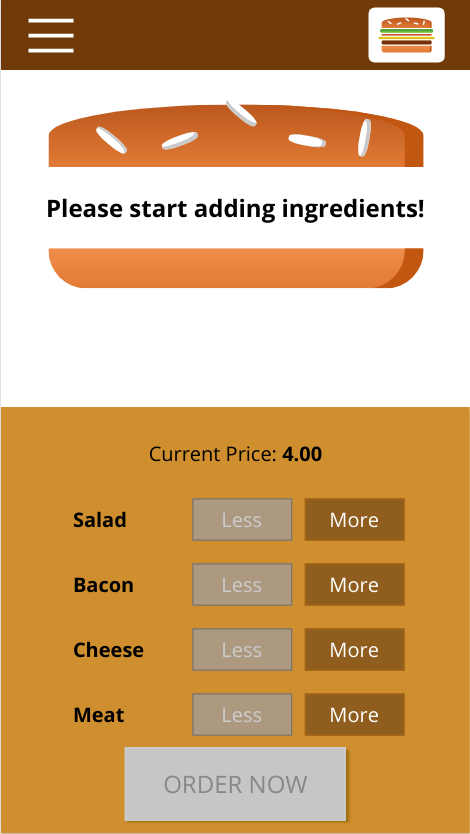 Please start adding ingredients!
Current Price: 4.00
Salad Less More
Bacon Less More
Cheese Less More
Meat Less More
ORDER NOW